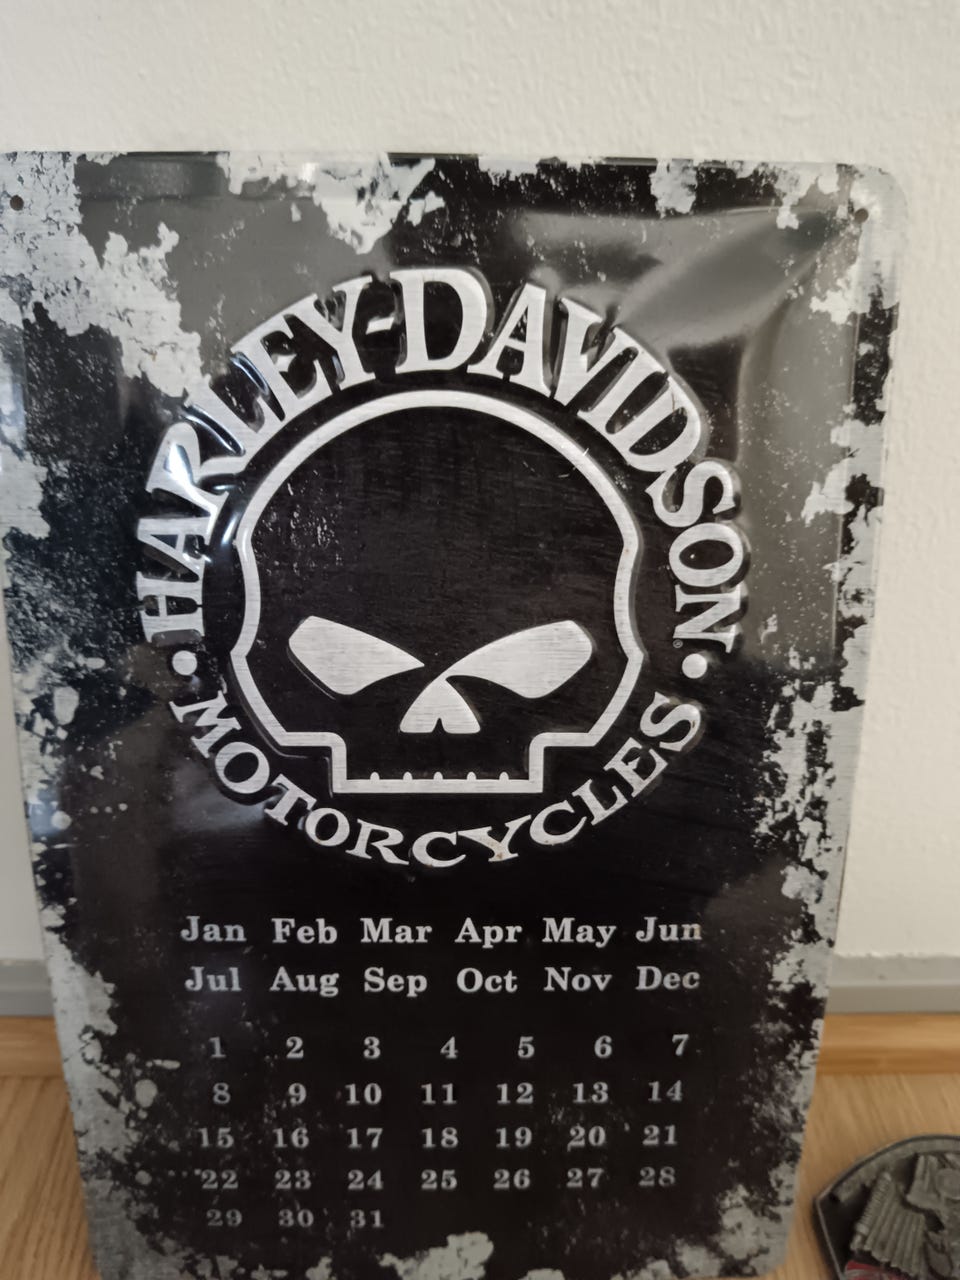 HARLEY-DAVIDSON®
• MOTORCYCLES •
Jan Feb Mar Apr May Jun
Jul Aug Sep Oct Nov Dec
1 2 3 4 5 6 7
8 9 10 11 12 13 14
15 16 17 18 19 20 21
22 23 24 25 26 27 28
29 30 31